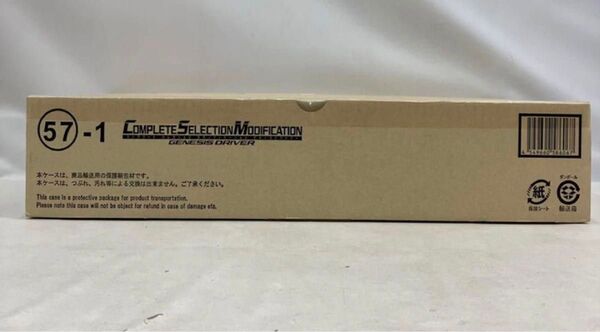 57-1
COMPLETE SELECTION MODIFICATION
GENESIS DRIVER
本ケースは、商品輸送用の保護梱包材です。
本ケースは、つぶれ、汚れ等による交換は出来ません。ご了承ください。
This case is a protective package for product transportation.
Please note this case will not be object for refund in case of damage etc.
紙
ダンボール
輸送箱